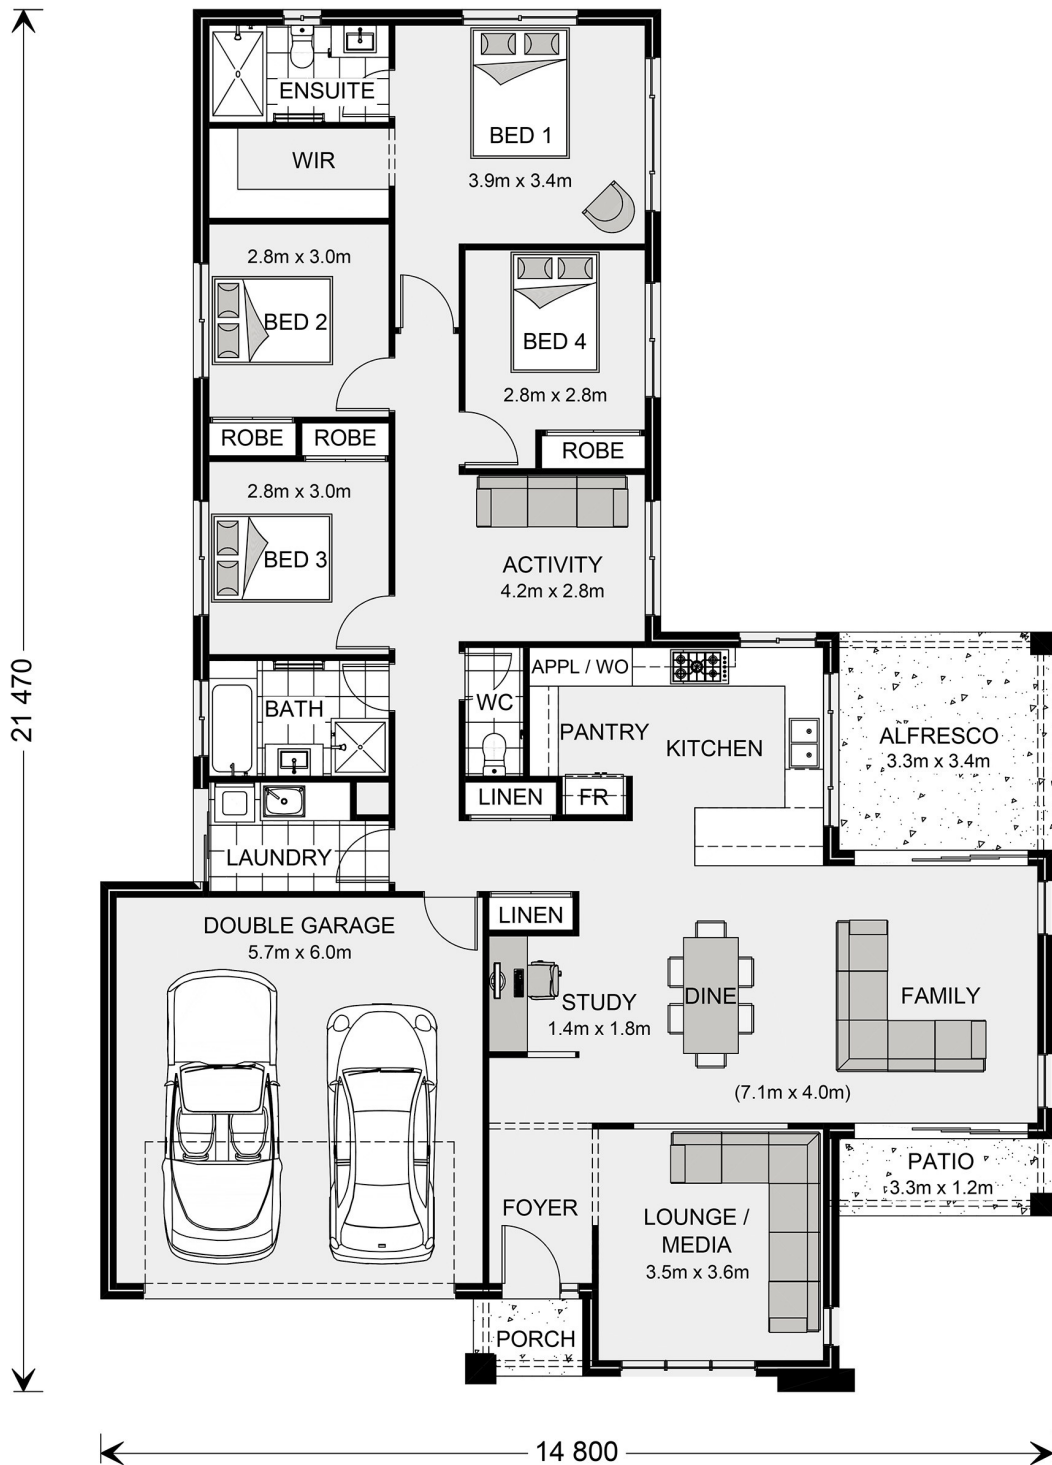 ENSUITE
BED 1
3.9m x 3.4m
WIR
2.8m x 3.0m
BED 2
BED 4
2.8m x 2.8m
ROBE
ROBE
ROBE
2.8m x 3.0m
BED 3
ACTIVITY
4.2m x 2.8m
21 470
APPL / WO
WC
BATH
PANTRY
KITCHEN
ALFRESCO
3.3m x 3.4m
LINEN
FR
LAUNDRY
LINEN
DOUBLE GARAGE
5.7m x 6.0m
STUDY
1.4m x 1.8m
DINE
FAMILY
(7.1m x 4.0m)
PATIO
3.3m x 1.2m
FOYER
LOUNGE /
MEDIA
3.5m x 3.6m
PORCH
14 800